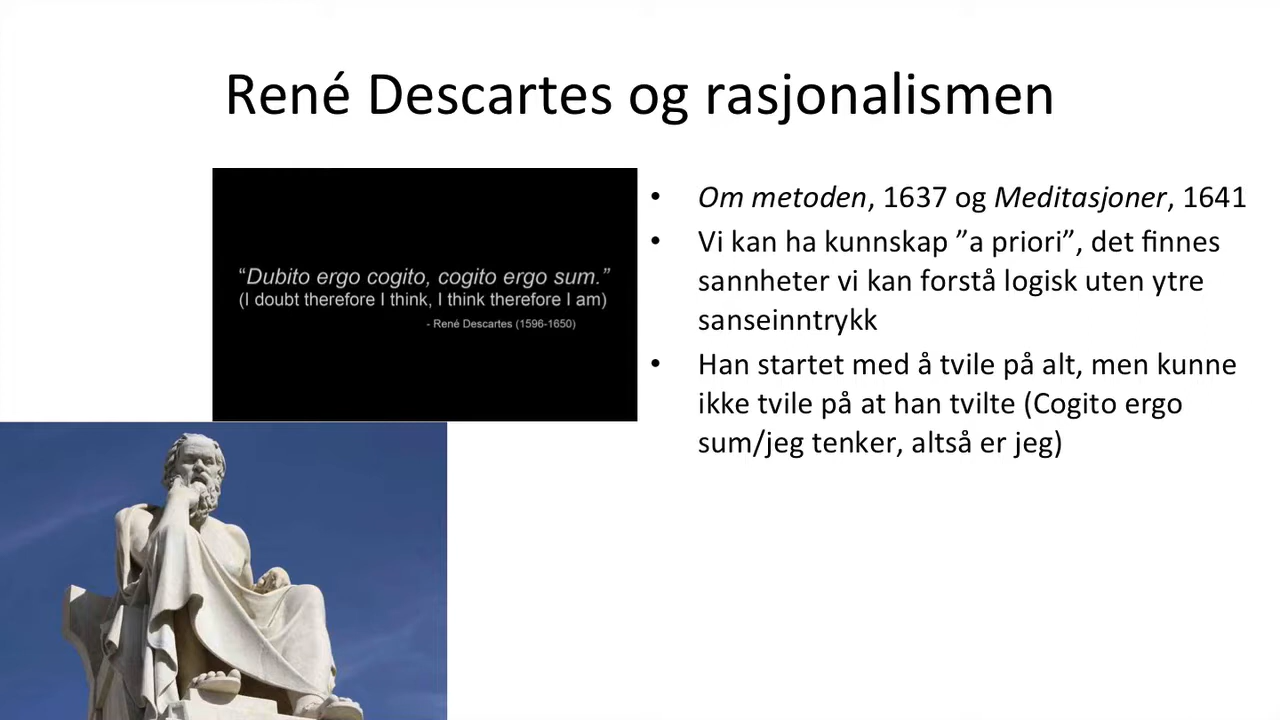 René Descartes og rasjonalismen
“Dubito ergo cogito, cogito ergo sum.”
(I doubt therefore I think, I think therefore I am)
- René Descartes (1596-1650)
• Om metoden, 1637 og Meditasjoner, 1641
• Vi kan ha kunnskap ”a priori”, det finnes
sannheter vi kan forstå logisk uten ytre
sanseinntrykk
• Han startet med å tvile på alt, men kunne
ikke tvile på at han tvilte (Cogito ergo
sum/jeg tenker, altså er jeg)